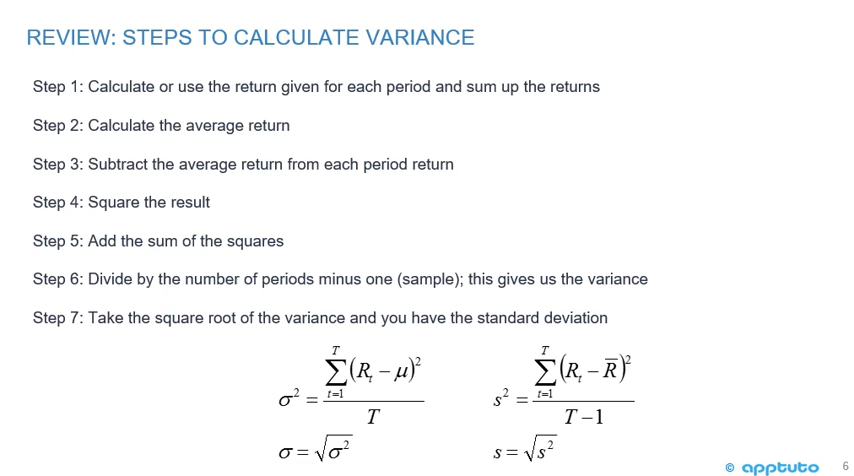 REVIEW: STEPS TO CALCULATE VARIANCE
Step 1: Calculate or use the return given for each period and sum up the returns
Step 2: Calculate the average return
Step 3: Subtract the average return from each period return
Step 4: Square the result
Step 5: Add the sum of the squares
Step 6: Divide by the number of periods minus one (sample); this gives us the variance
Step 7: Take the square root of the variance and you have the standard deviation
σ² = ∑_{t=1}^{T} (R_t − μ)² / T
s² = ∑_{t=1}^{T} (R_t − R̅)² / T − 1
σ = √σ²
s = √s²
© apptuto 6